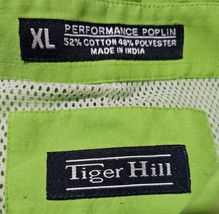 XL
PERFORMANCE POPLIN
52% COTTON 48% POLYESTER
MADE IN INDIA
Tiger Hill